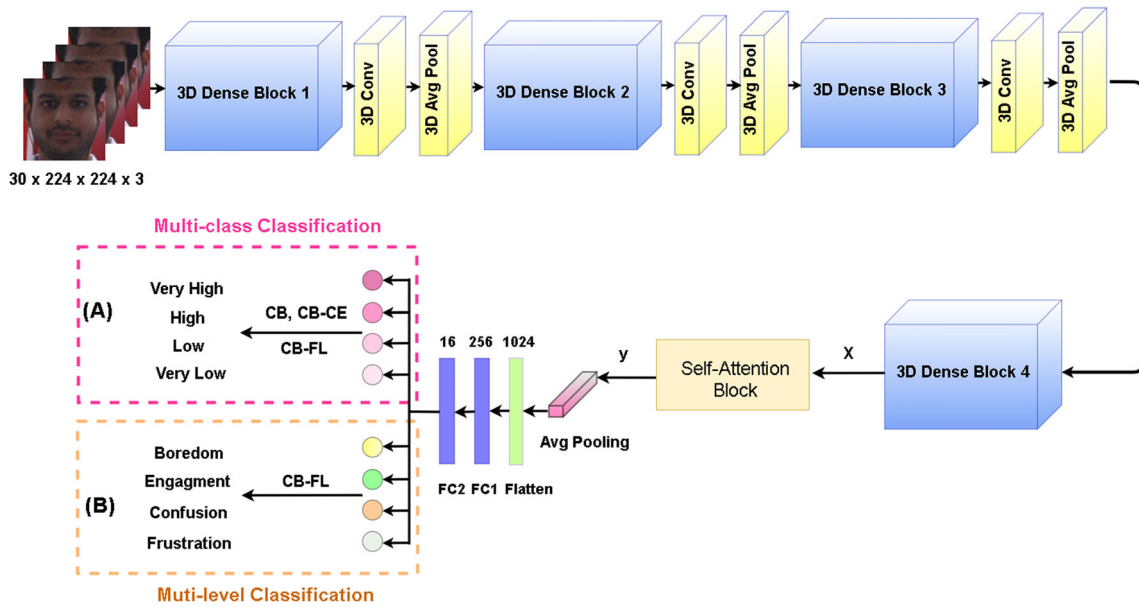 3D Dense Block 1
3D Conv
3D Avg Pool
3D Dense Block 2
3D Conv
3D Avg Pool
3D Dense Block 3
3D Conv
3D Avg Pool
30 x 224 x 224 x 3
Multi-class Classification
(A)
Very High
High
Low
Very Low
CB, CB-CE
CB-FL
16
256
1024
FC2
FC1
Flatten
Avg Pooling
y
Self-Attention
Block
X
3D Dense Block 4
(B)
Boredom
Engagment
Confusion
Frustration
CB-FL
Muti-level Classification